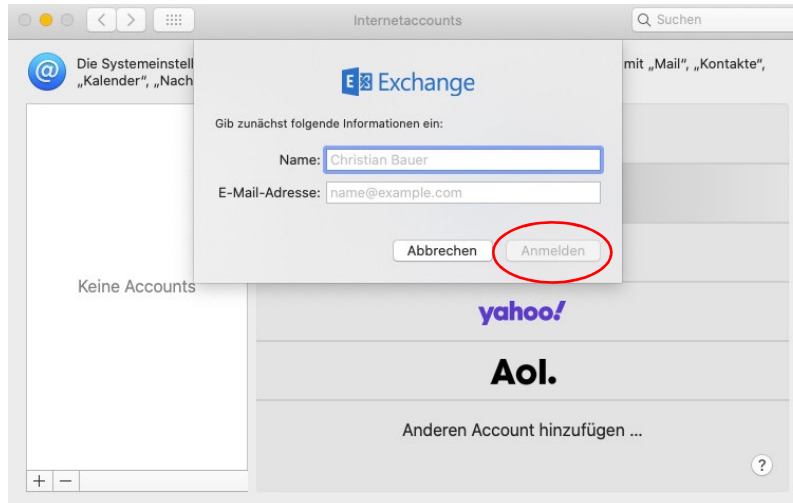 Internetaccounts
Suchen
Die Systemeinstell
„Kalender“, „Nach
mit „Mail“, „Kontakte“,
E Exchange
Gib zunächst folgende Informationen ein:
Name: Christian Bauer
E-Mail-Adresse: name@example.com
Abbrechen Anmelden
Keine Accounts
yahoo!
Aol.
Anderen Account hinzufügen ...
?
+ −